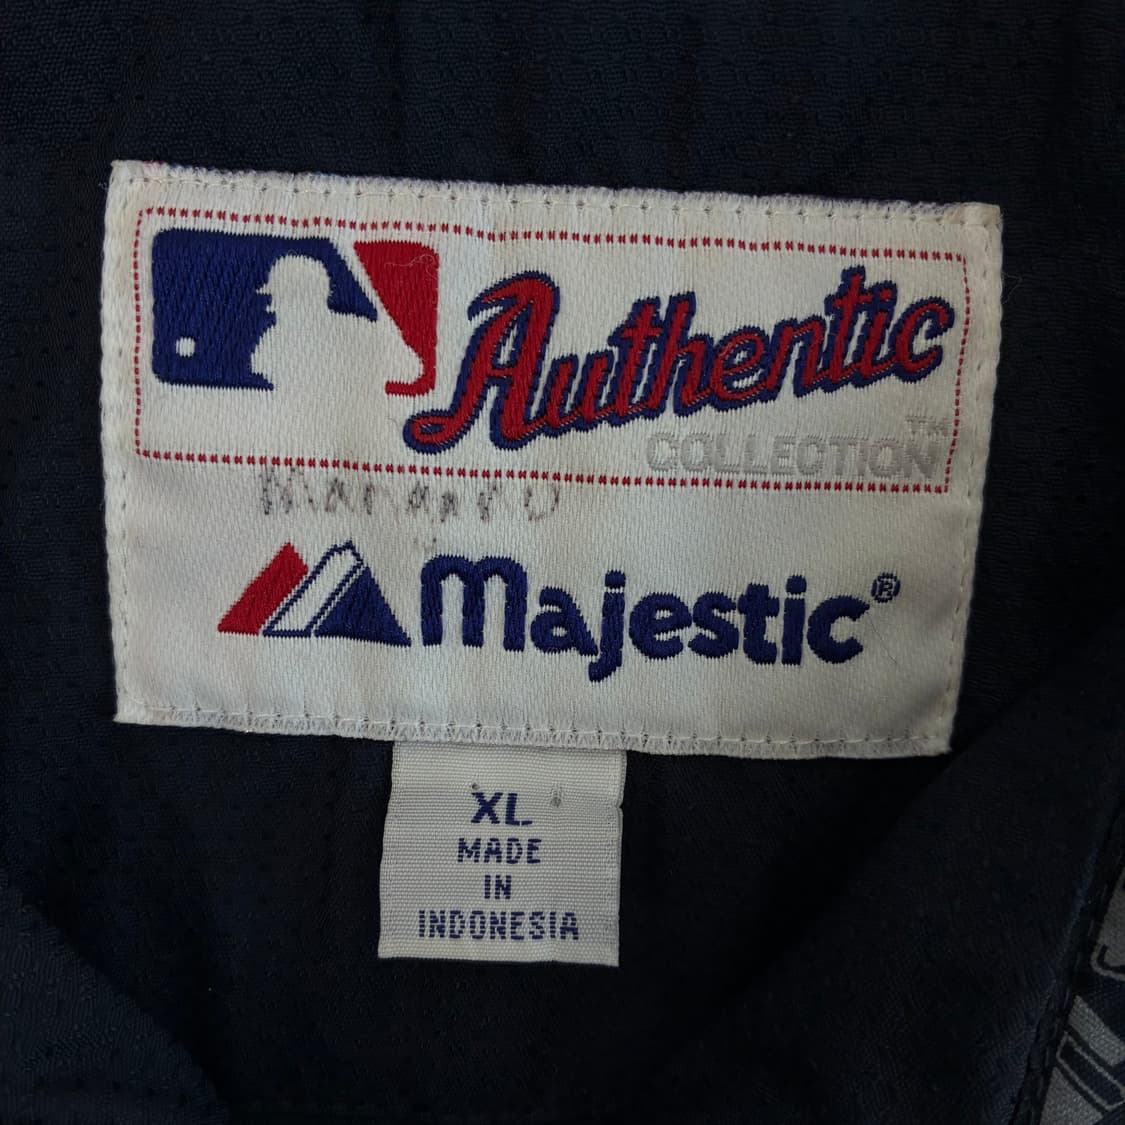 Authentic
COLLECTION™
Majestic®
XL
MADE
IN
INDONESIA